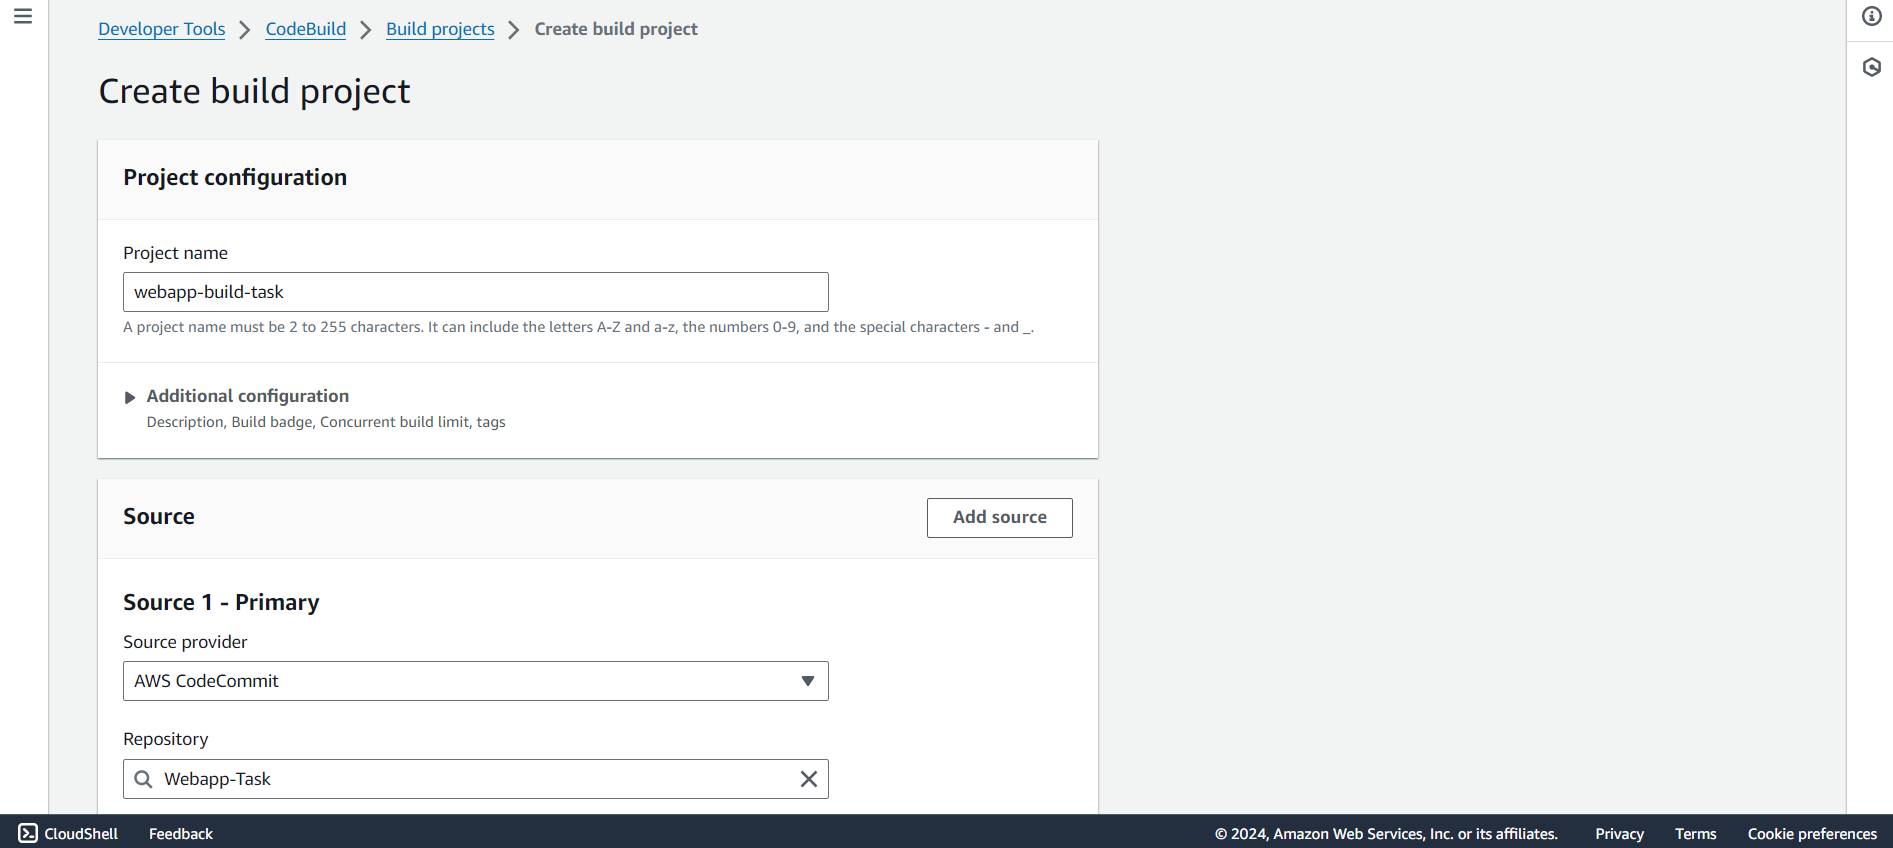 Developer Tools > CodeBuild > Build projects > Create build project
Create build project
Project configuration
Project name
webapp-build-task
A project name must be 2 to 255 characters. It can include the letters A-Z and a-z, the numbers 0-9, and the special characters - and _.
Additional configuration
Description, Build badge, Concurrent build limit, tags
Source
Add source
Source 1 - Primary
Source provider
AWS CodeCommit
Repository
Webapp-Task
CloudShell Feedback © 2024, Amazon Web Services, Inc. or its affiliates. Privacy Terms Cookie preferences